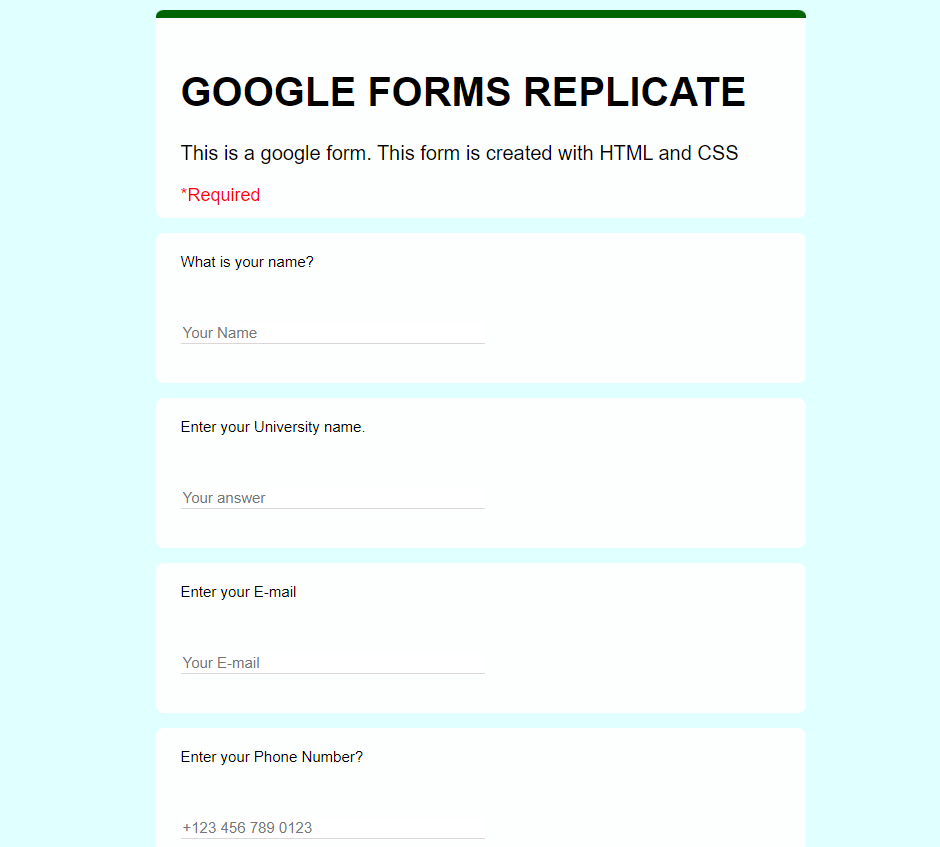 GOOGLE FORMS REPLICATE
This is a google form. This form is created with HTML and CSS
*Required
What is your name?
Your Name
Enter your University name.
Your answer
Enter your E-mail
Your E-mail
Enter your Phone Number?
+123 456 789 0123